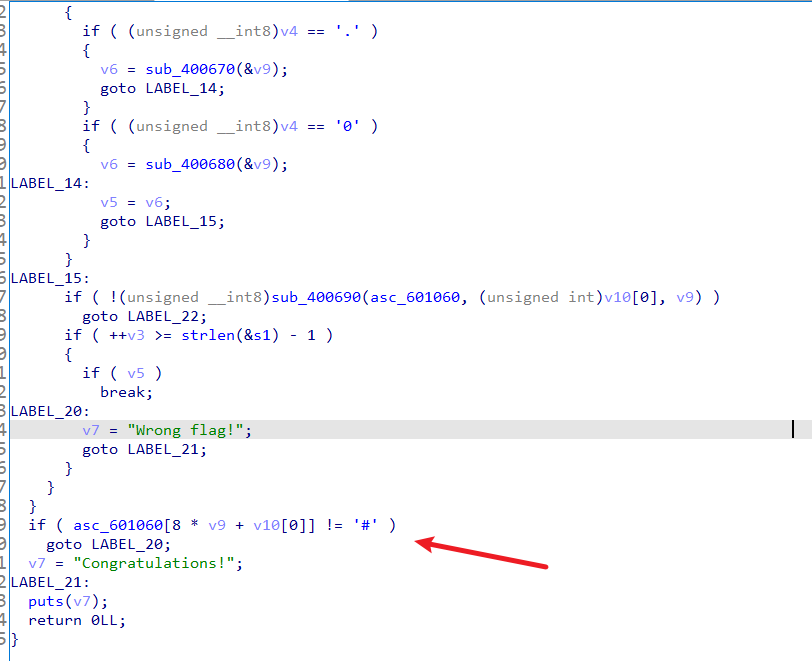 2 {
3 if ( (unsigned __int8)v4 == '.' )
4 {
5 v6 = sub_400670(&v9);
6 goto LABEL_14;
7 }
8 if ( (unsigned __int8)v4 == '0' )
9 {
0 v6 = sub_400680(&v9);
1 LABEL_14:
2 v5 = v6;
3 goto LABEL_15;
4 }
5 }
6 LABEL_15:
7 if ( !(unsigned __int8)sub_400690(asc_601060, (unsigned int)v10[0], v9) )
8 goto LABEL_22;
9 if ( ++v3 >= strlen(&s1) - 1 )
0 {
1 if ( v5 )
2 break;
3 LABEL_20:
4 v7 = "Wrong flag!";
5 goto LABEL_21;
6 }
7 }
8 }
9 if ( asc_601060[8 * v9 + v10[0]] != '#' )
0 goto LABEL_20;
1 v7 = "Congratulations!";
2 LABEL_21:
3 puts(v7);
4 return 0LL;
5 }